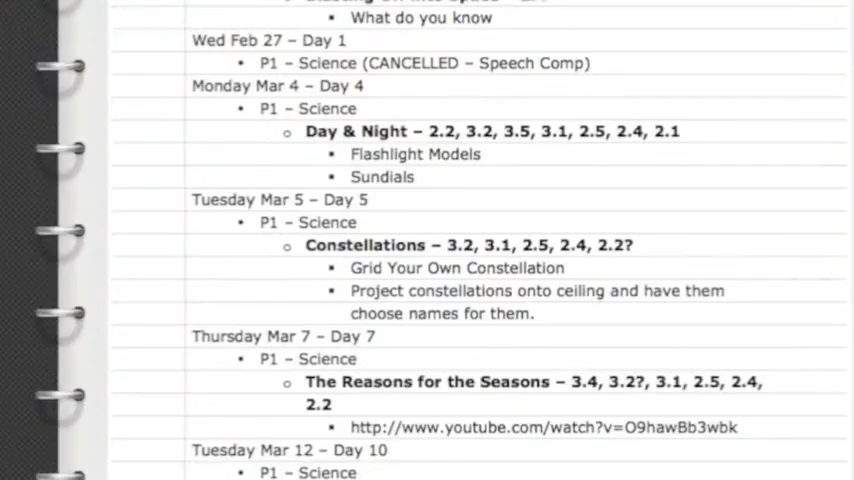 ▪ What do you know
Wed Feb 27 – Day 1
• P1 – Science (CANCELLED – Speech Comp)
Monday Mar 4 – Day 4
• P1 – Science
o Day & Night – 2.2, 3.2, 3.5, 3.1, 2.5, 2.4, 2.1
▪ Flashlight Models
▪ Sundials
Tuesday Mar 5 – Day 5
• P1 – Science
o Constellations – 3.2, 3.1, 2.5, 2.4, 2.2?
▪ Grid Your Own Constellation
▪ Project constellations onto ceiling and have them
choose names for them.
Thursday Mar 7 – Day 7
• P1 – Science
o The Reasons for the Seasons – 3.4, 3.2?, 3.1, 2.5, 2.4,
2.2
▪ http://www.youtube.com/watch?v=O9hawBb3wbk
Tuesday Mar 12 – Day 10
• P1 – Science